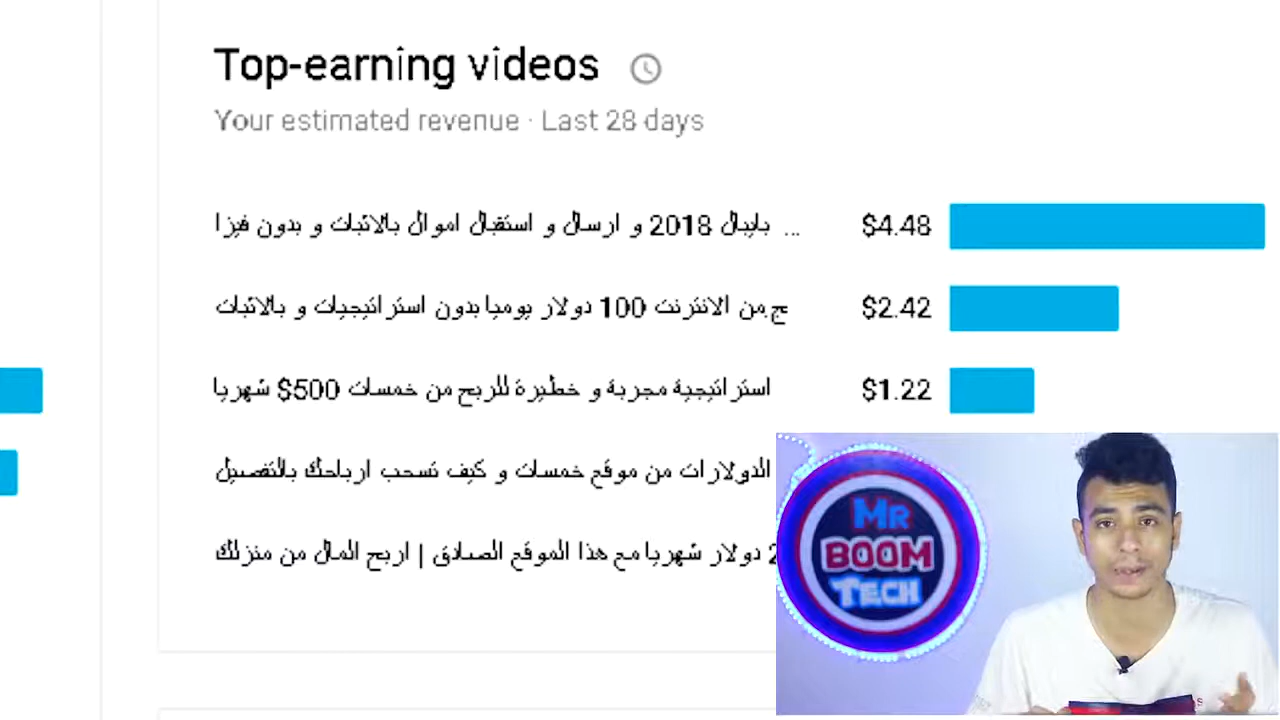 Top-earning videos
Your estimated revenue · Last 28 days
بايبال 2018 و ارسال و استقبال اموال بالاثبات و بدون فيزا ...
$4.48
ج من الانترنت 100 دولار يوميا بدون استراتيجيات و بالاثبات
$2.42
استراتيجية مجربة و خطيرة للربح من خمسات 500$ شهريا
$1.22
الدولارات من موقع خمسات و كيف تسحب ارباحك بالتفصيل
دولار شهريا مع هذا الموقع الصادق | اربح المال من منزلك
MR
BOOM
TECH